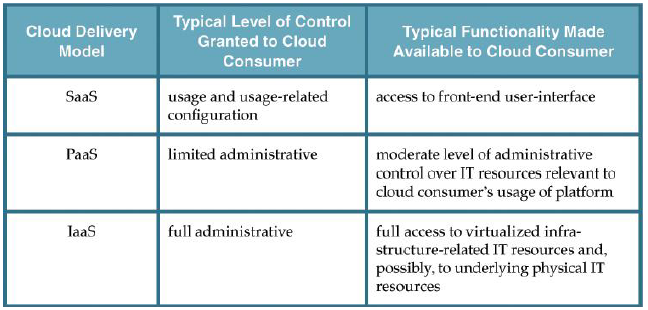 Cloud Delivery
Model
Typical Level of Control
Granted to Cloud
Consumer
Typical Functionality Made
Available to Cloud Consumer
SaaS
usage and usage-related
configuration
access to front-end user-interface
PaaS
limited administrative
moderate level of administrative
control over IT resources relevant to
cloud consumer's usage of platform
IaaS
full administrative
full access to virtualized infra-
structure-related IT resources and,
possibly, to underlying physical IT
resources